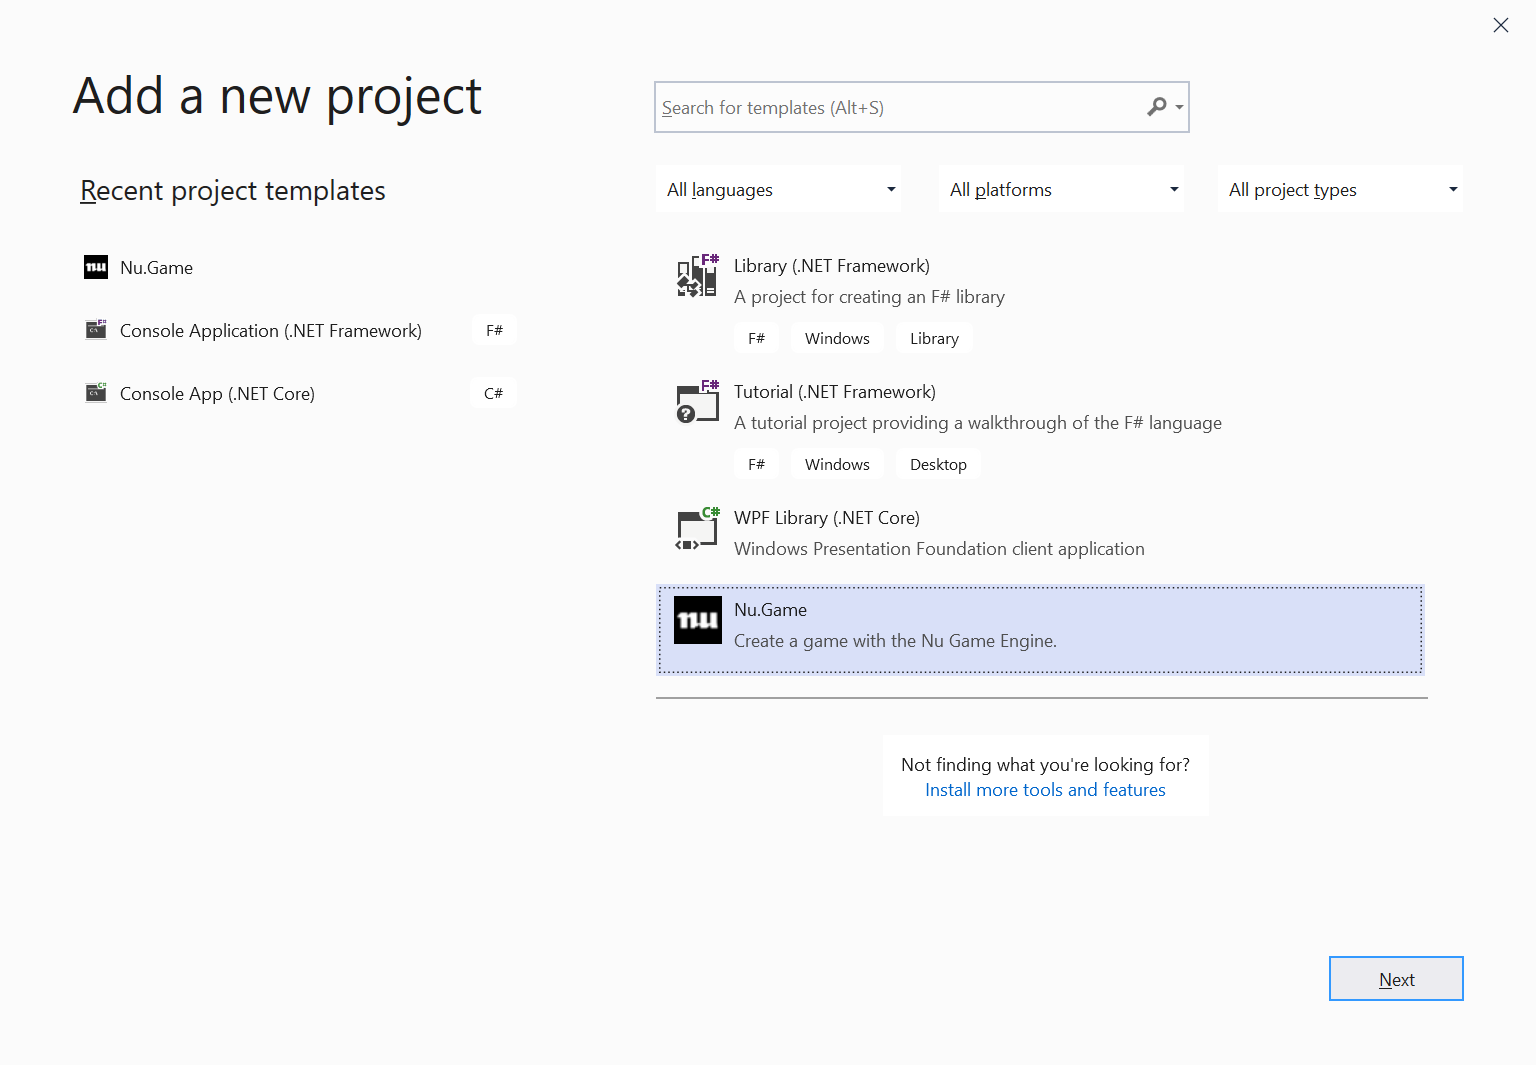 Add a new project
Search for templates (Alt+S)
Recent project templates
All languages
All platforms
All project types
nu
Nu.Game
F#
Console Application (.NET Framework)
F#
C#
Console App (.NET Core)
C#
F#
Library (.NET Framework)
A project for creating an F# library
F#
Windows
Library
F#
?
Tutorial (.NET Framework)
A tutorial project providing a walkthrough of the F# language
F#
Windows
Desktop
C#
WPF Library (.NET Core)
Windows Presentation Foundation client application
nu
Nu.Game
Create a game with the Nu Game Engine.
Not finding what you're looking for?
Install more tools and features
Next